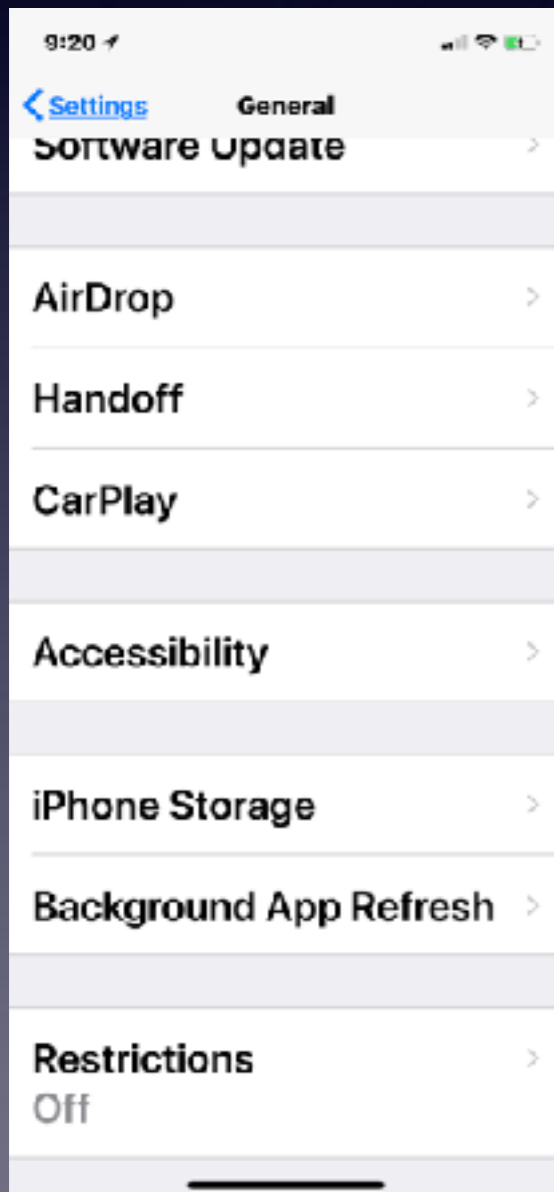 9:20
Settings General
Software Update
AirDrop
Handoff
CarPlay
Accessibility
iPhone Storage
Background App Refresh
Restrictions
Off